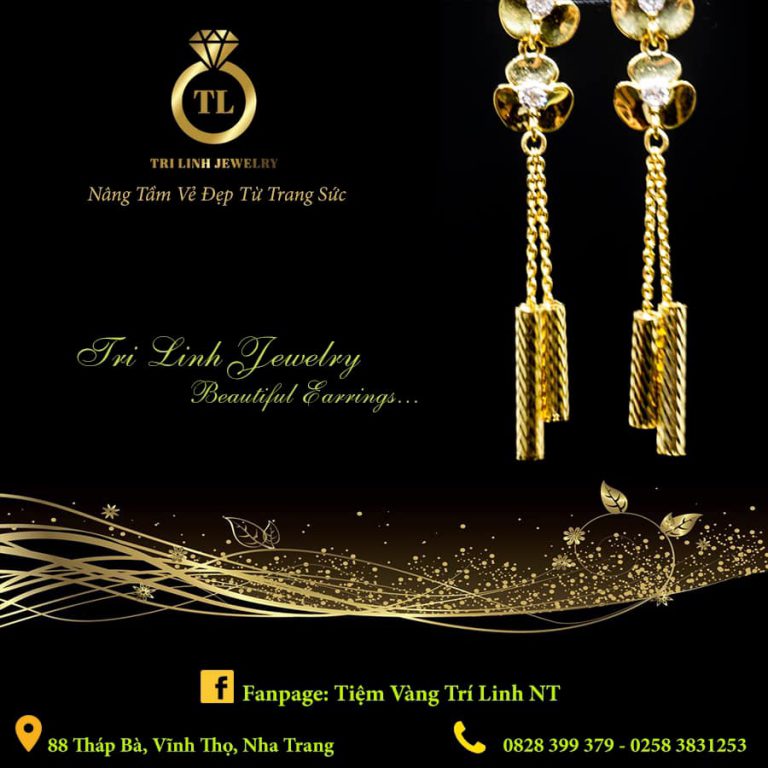 TL
TRI LINH JEWELRY
Nâng Tầm Vẻ Đẹp Từ Trang Sức
Tri Linh Jewelry
Beautiful Earrings...
f Fanpage: Tiệm Vàng Trí Linh NT
88 Tháp Bà, Vĩnh Thọ, Nha Trang
0828 399 379 - 0258 3831253